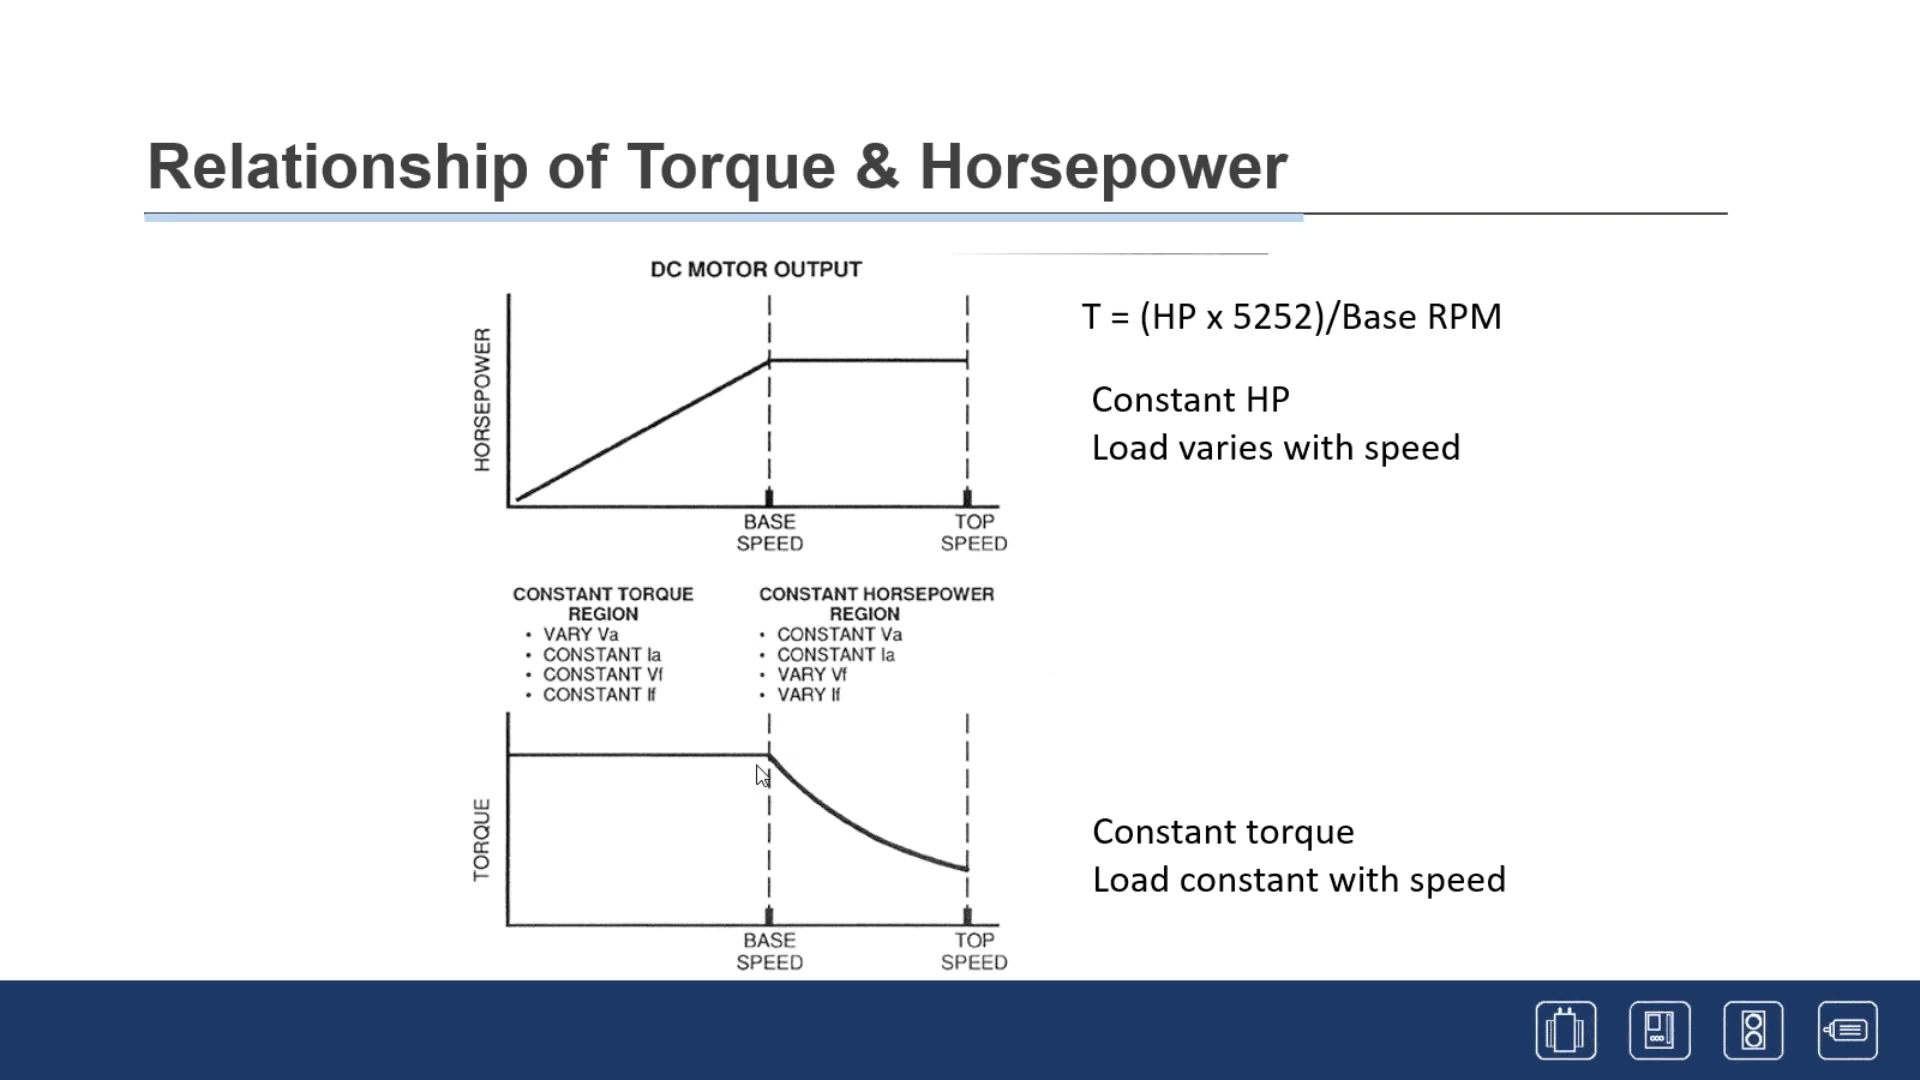 Relationship of Torque & Horsepower
DC MOTOR OUTPUT
HORSEPOWER
BASE
SPEED
TOP
SPEED
T = (HP x 5252)/Base RPM
Constant HP
Load varies with speed
CONSTANT TORQUE
REGION
• VARY Va
• CONSTANT Ia
• CONSTANT Vf
• CONSTANT If
CONSTANT HORSEPOWER
REGION
• CONSTANT Va
• CONSTANT Ia
• VARY Vf
• VARY If
TORQUE
BASE
SPEED
TOP
SPEED
Constant torque
Load constant with speed